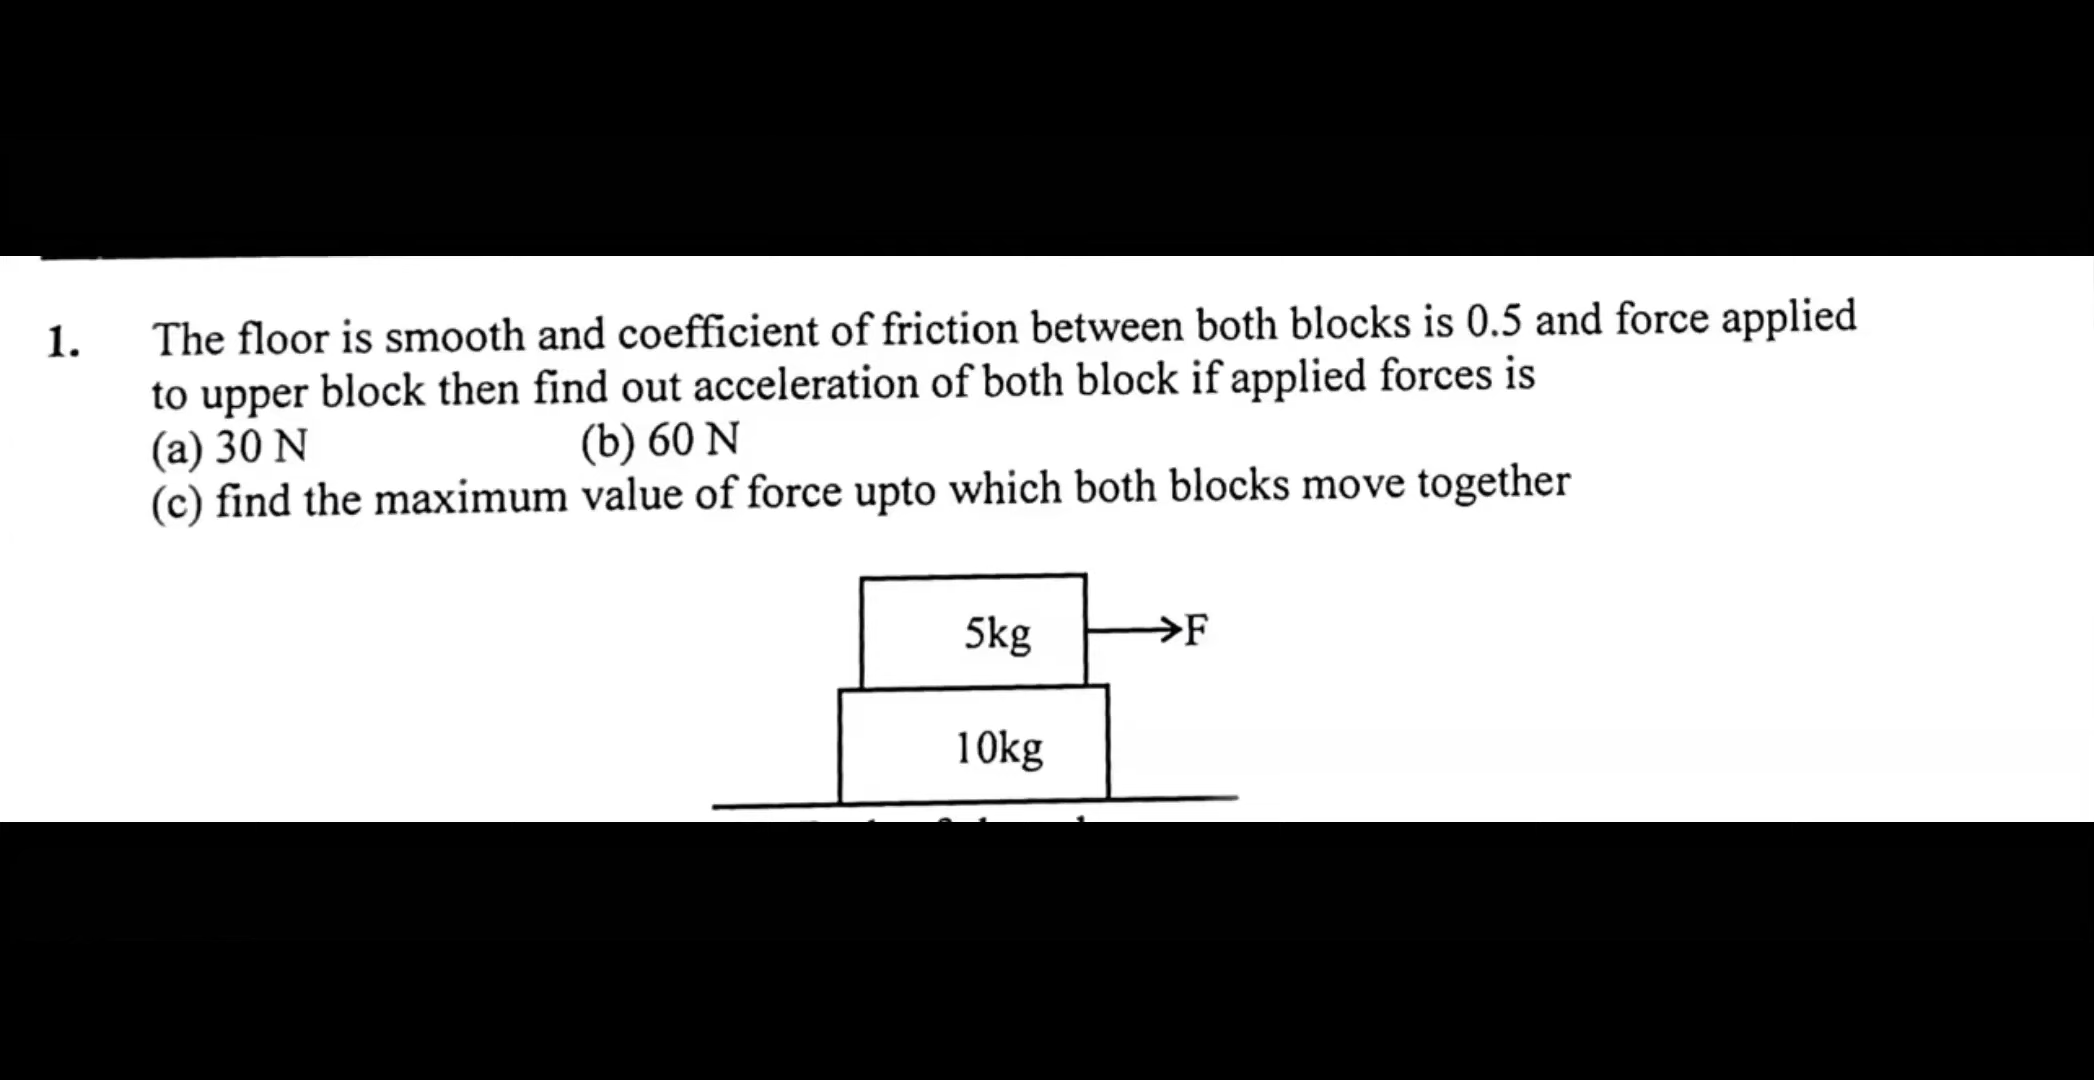 1. The floor is smooth and coefficient of friction between both blocks is 0.5 and force applied
to upper block then find out acceleration of both block if applied forces is
(a) 30 N (b) 60 N
(c) find the maximum value of force upto which both blocks move together
5kg
F
10kg